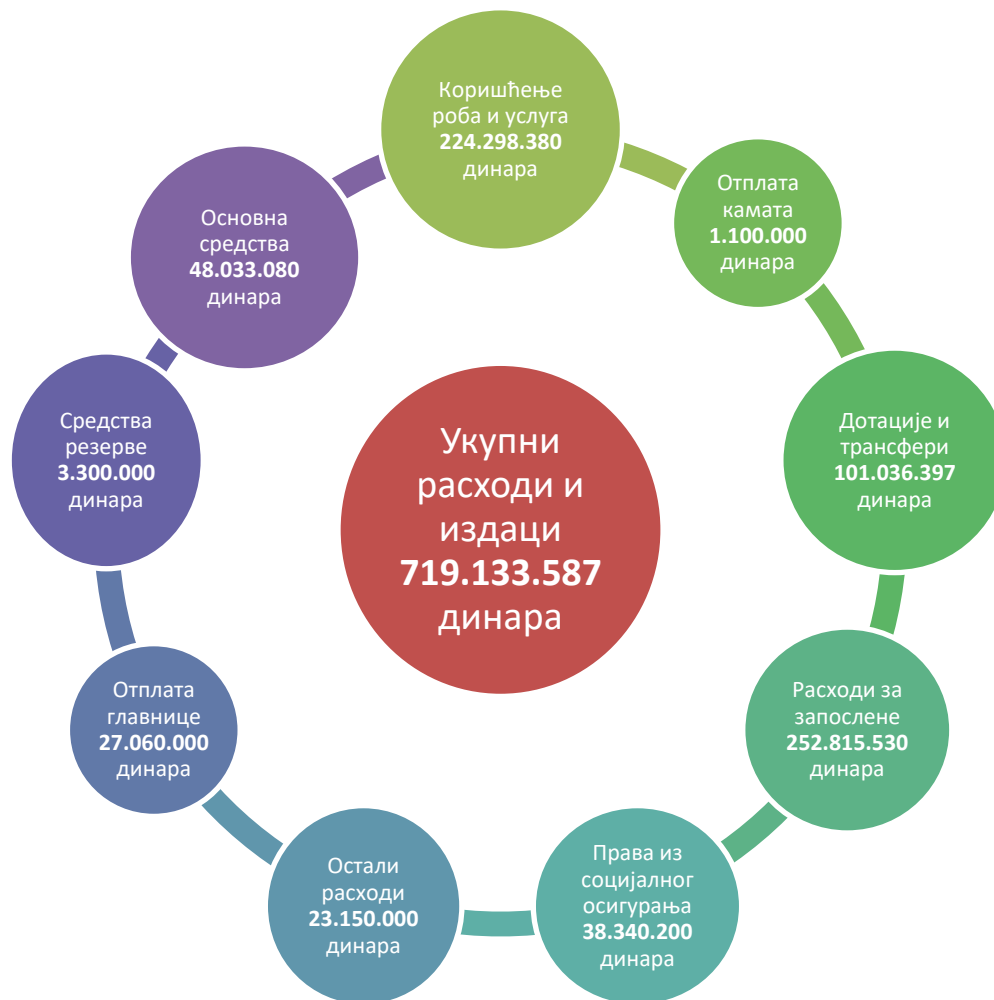 Коришћење
роба и услуга
224.298.380
динара
Отплата
камата
1.100.000
динара
Дотације и
трансфери
101.036.397
динара
Расходи за
запослене
252.815.530
динара
Права из
социјалног
осигурања
38.340.200
динара
Остали
расходи
23.150.000
динара
Отплата
главнице
27.060.000
динара
Средства
резерве
3.300.000
динара
Основна
средства
48.033.080
динара
Укупни
расходи и
издаци
719.133.587
динара